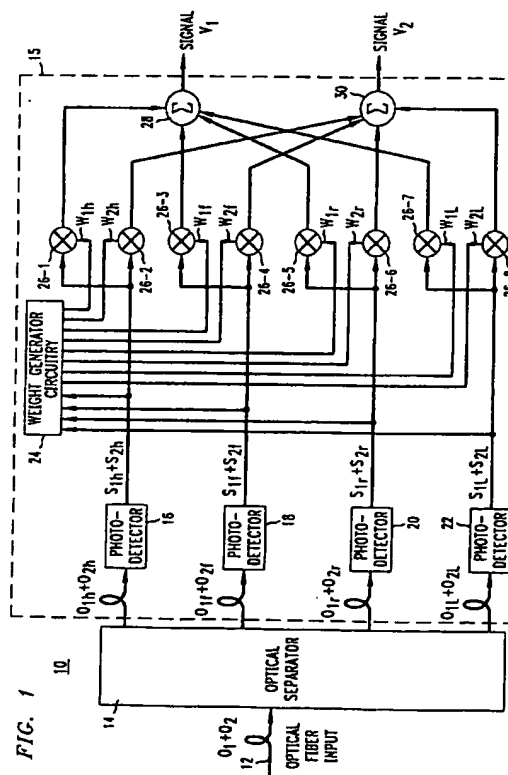 FIG. 1
10
15
WEIGHT GENERATOR
CIRCUITRY
24
26-1
W1h
W2h
26-2
26-3
W1f
W2f
26-4
26-5
W1r
W2r
26-6
26-7
W1L
W2L
26-8
Σ
28
SIGNAL
V1
Σ
30
SIGNAL
V2
S1h+S2h
S1f+S2f
S1r+S2r
S1L+S2L
PHOTO-
DETECTOR
16
PHOTO-
DETECTOR
18
PHOTO-
DETECTOR
20
PHOTO-
DETECTOR
22
O1h+O2h
O1f+O2f
O1r+O2r
O1L+O2L
OPTICAL
SEPARATOR
14
O1+O2
12
OPTICAL
FIBER
INPUT